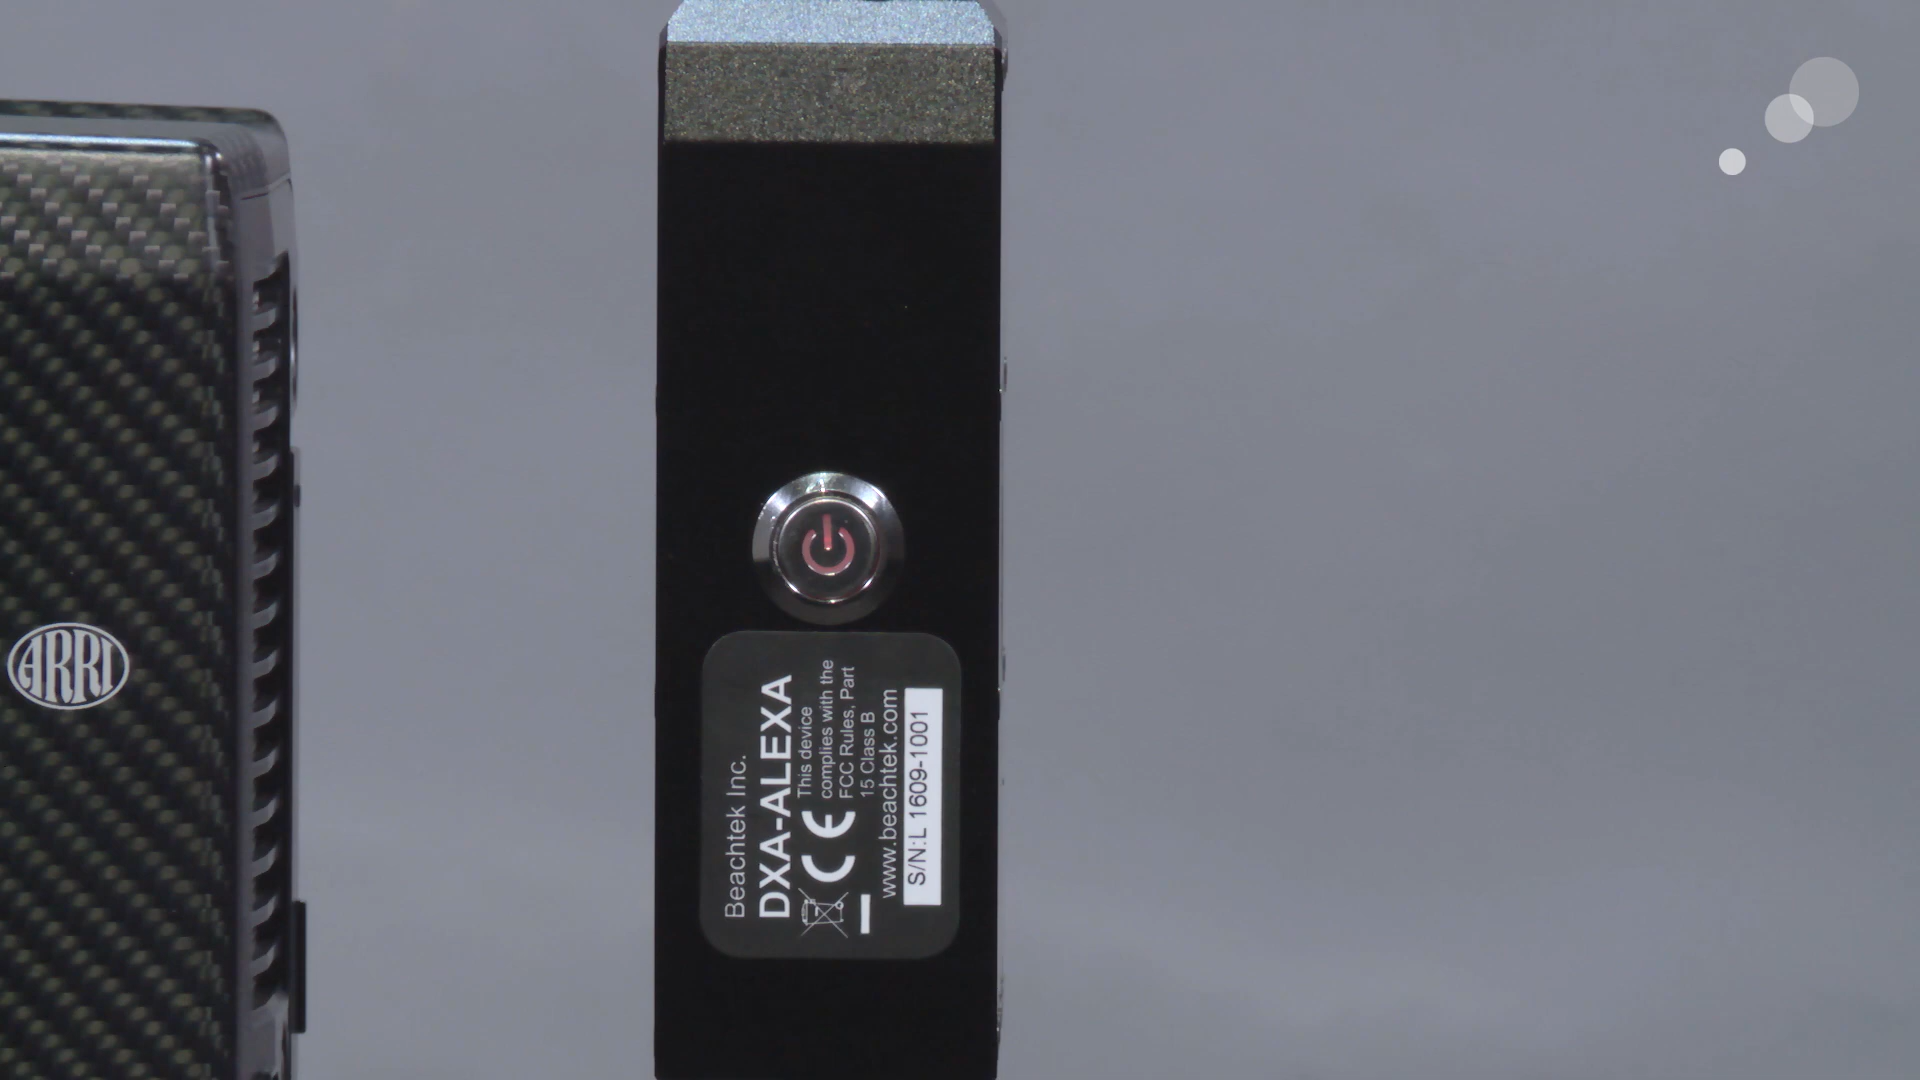 ARRI
Beachtek Inc.
DXA-ALEXA
This device
complies with the
FCC Rules, Part
15 Class B
CE
www.beachtek.com
S/N:L 1609-1001